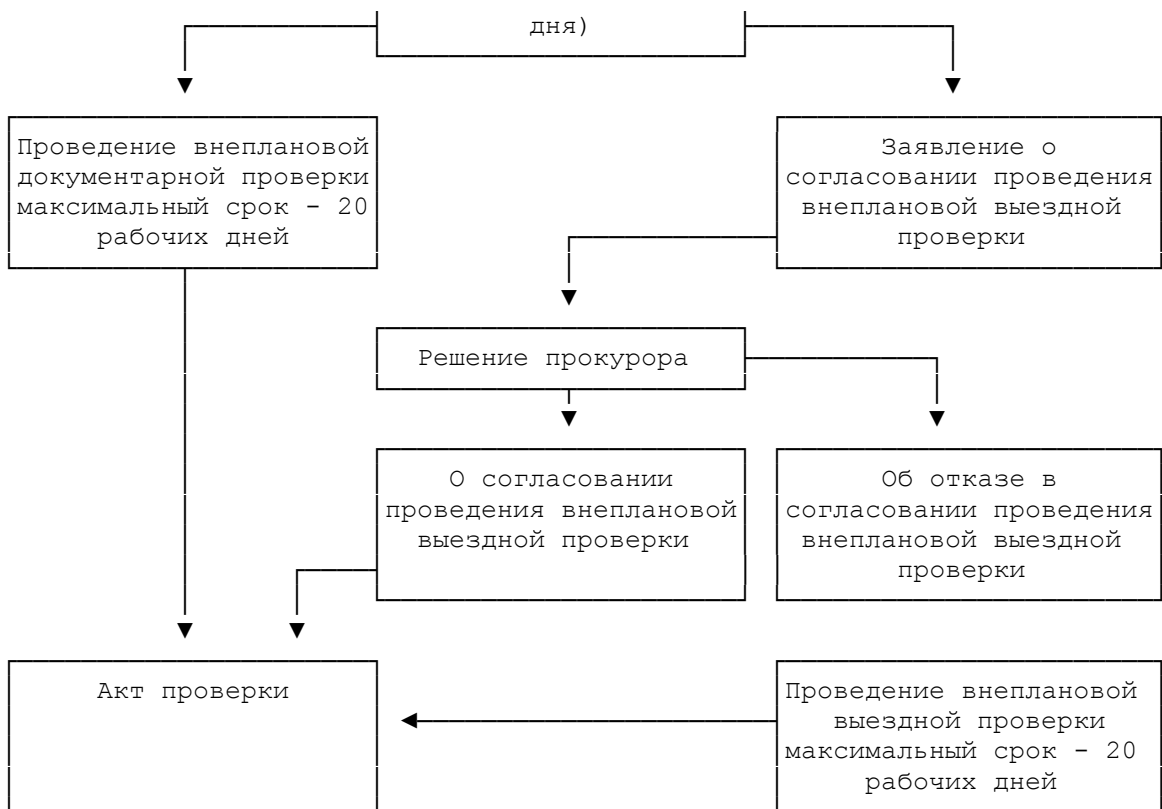 дня)
Проведение внеплановой
документарной проверки
максимальный срок - 20
рабочих дней
Заявление о
согласовании проведения
внеплановой выездной
проверки
Решение прокурора
О согласовании
проведения внеплановой
выездной проверки
Об отказе в
согласовании проведения
внеплановой выездной
проверки
Акт проверки
Проведение внеплановой
выездной проверки
максимальный срок - 20
рабочих дней